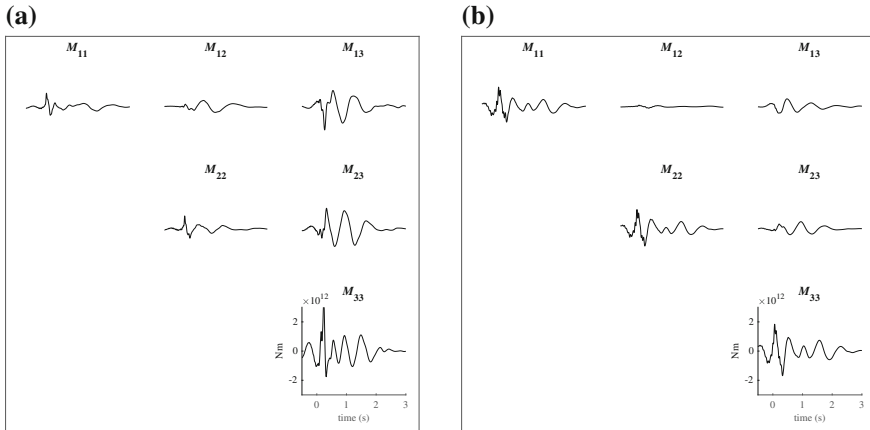 (a) (b)
M11 M12 M13 M11 M12 M13
M22 M23 M22 M23
M33 M33
×10^12 ×10^12
2 2
0 0
-2 -2
Nm Nm
0 1 2 3 0 1 2 3
time (s) time (s)